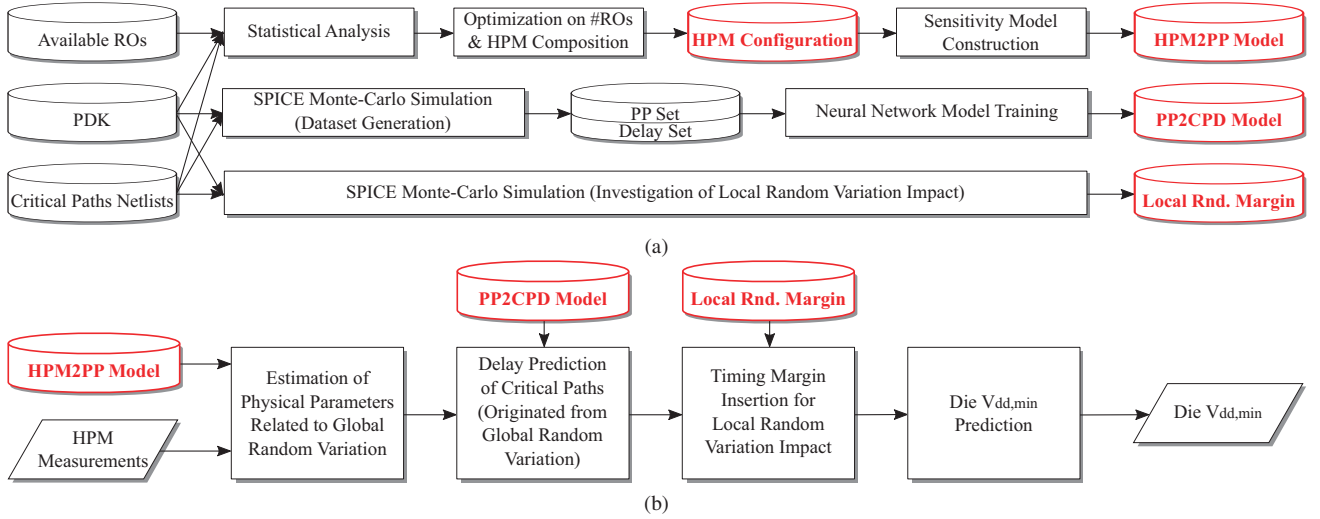 Available ROs
Statistical Analysis
Optimization on #ROs
& HPM Composition
HPM Configuration
Sensitivity Model
Construction
HPM2PP Model
PDK
SPICE Monte-Carlo Simulation
(Dataset Generation)
PP Set
Delay Set
Neural Network Model Training
PP2CPD Model
Critical Paths Netlists
SPICE Monte-Carlo Simulation (Investigation of Local Random Variation Impact)
Local Rnd. Margin
(a)
PP2CPD Model
Local Rnd. Margin
HPM2PP Model
HPM
Measurements
Estimation of
Physical Parameters
Related to Global
Random Variation
Delay Prediction
of Critical Paths
(Originated from
Global Random
Variation)
Timing Margin
Insertion for
Local Random
Variation Impact
Die Vdd,min
Prediction
Die Vdd,min
(b)